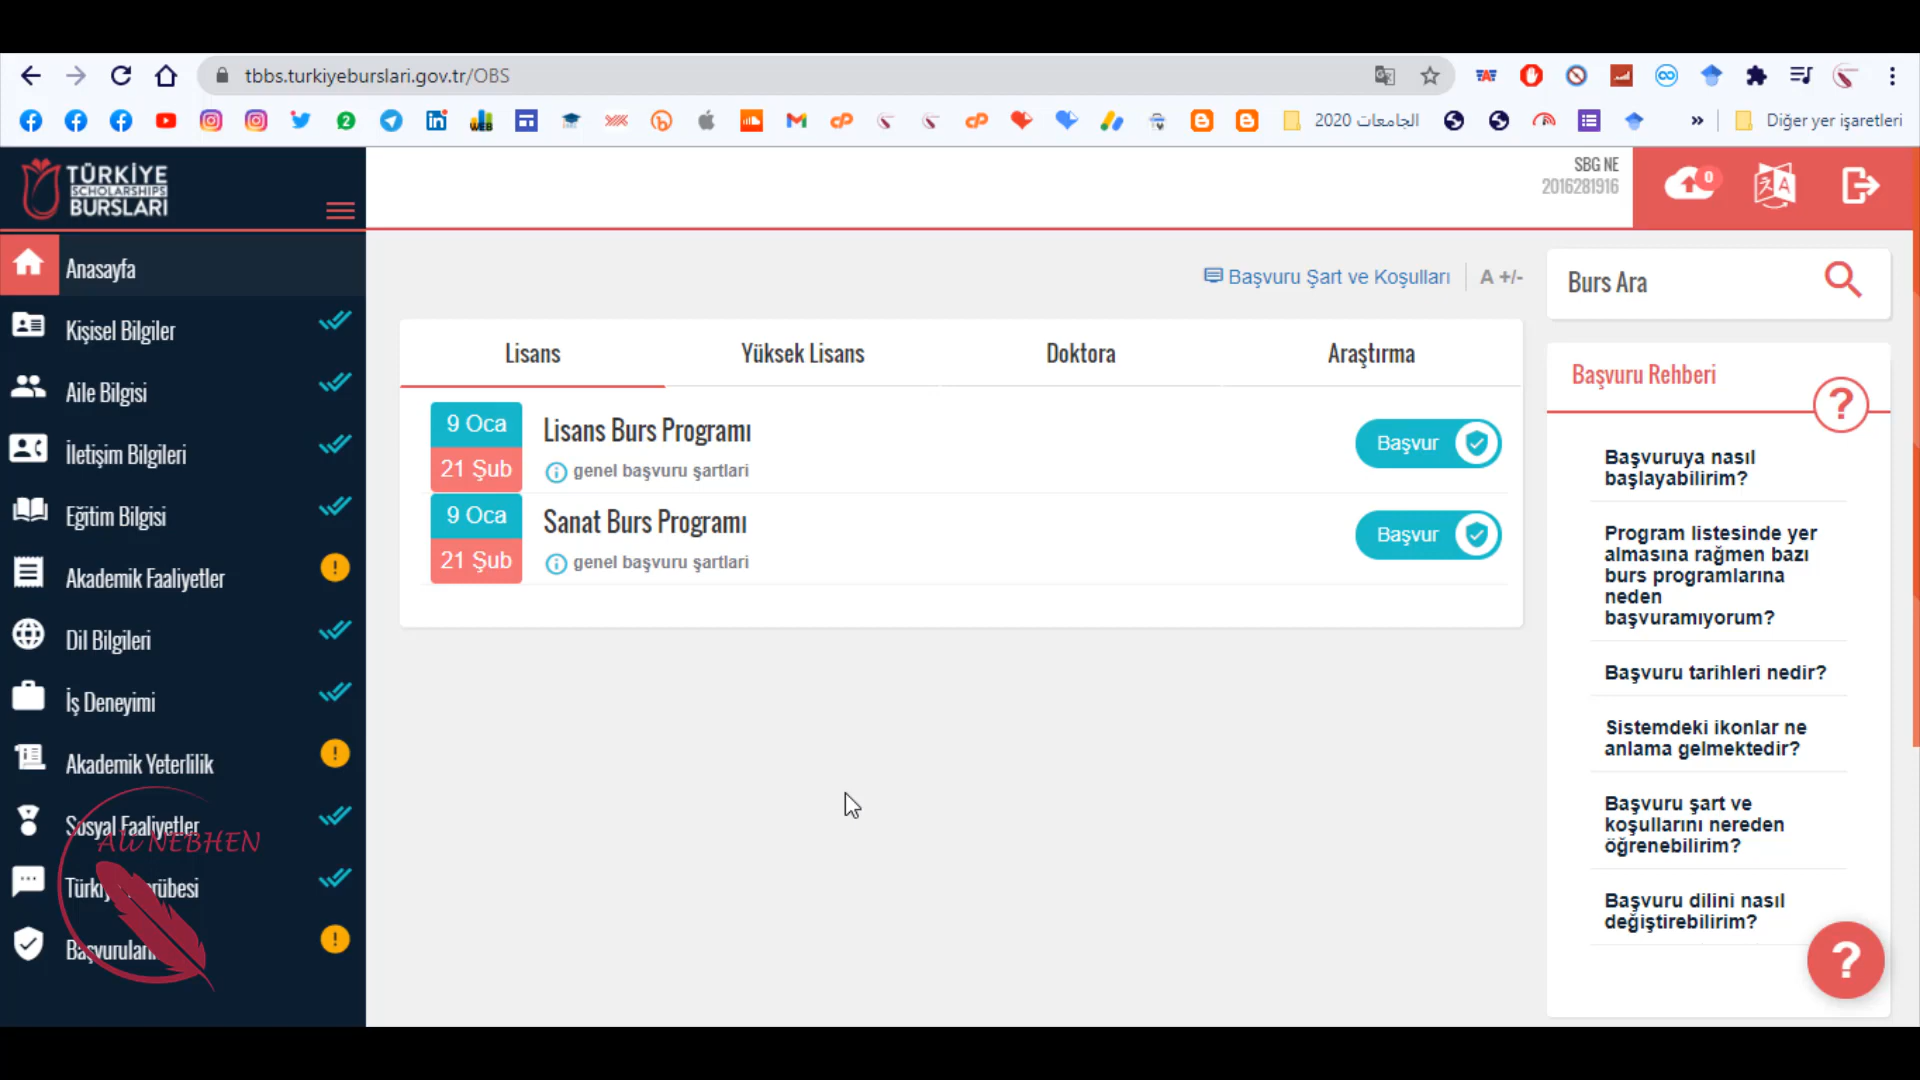 tbbs.turkiyeburslari.gov.tr/OBS
الجامعات 2020
»
Diğer yer işaretleri
TÜRKİYE
SCHOLARSHIPS
BURSLARI
SBG NE
2016281916
0
Anasayfa
Kişisel Bilgiler
Aile Bilgisi
İletişim Bilgileri
Eğitim Bilgisi
Akademik Faaliyetler
Dil Bilgileri
İş Deneyimi
Akademik Yeterlilik
Sosyal Faaliyetler
ALI NEBHEN
Başvuru Şart ve Koşulları
A +/-
Lisans
Yüksek Lisans
Doktora
Araştırma
9 Oca
21 Şub
Lisans Burs Programı
genel başvuru şartlari
Başvur
9 Oca
21 Şub
Sanat Burs Programı
genel başvuru şartlari
Başvur
Burs Ara
Başvuru Rehberi
?
Başvuruya nasıl
başlayabilirim?
Program listesinde yer
almasına rağmen bazı
burs programlarına
neden
başvuramıyorum?
Başvuru tarihleri nedir?
Sistemdeki ikonlar ne
anlama gelmektedir?
Başvuru şart ve
koşullarını nereden
öğrenebilirim?
Başvuru dilini nasıl
değiştirebilirim?
?